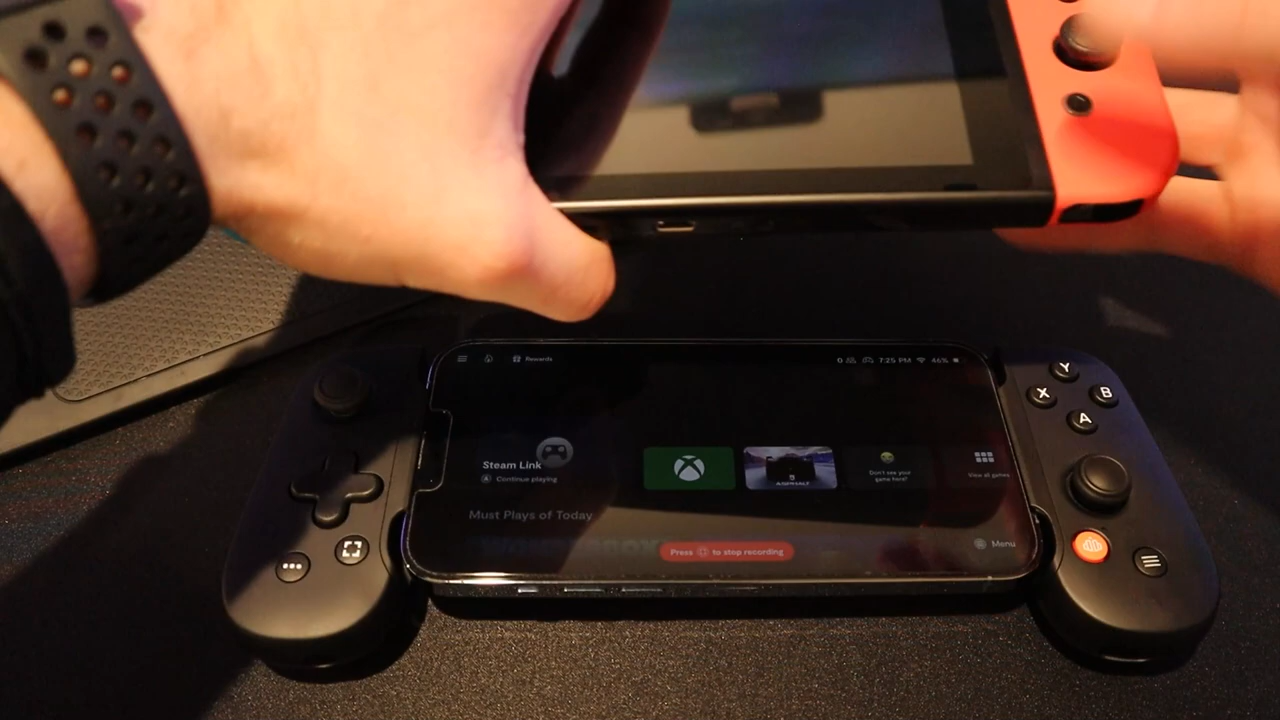 Rewards
0
7:25 PM
46%
Steam Link
A Continue playing
Don't see your
game here?
View all games
Must Plays of Today
Press to stop recording
Menu
Y
X
B
A